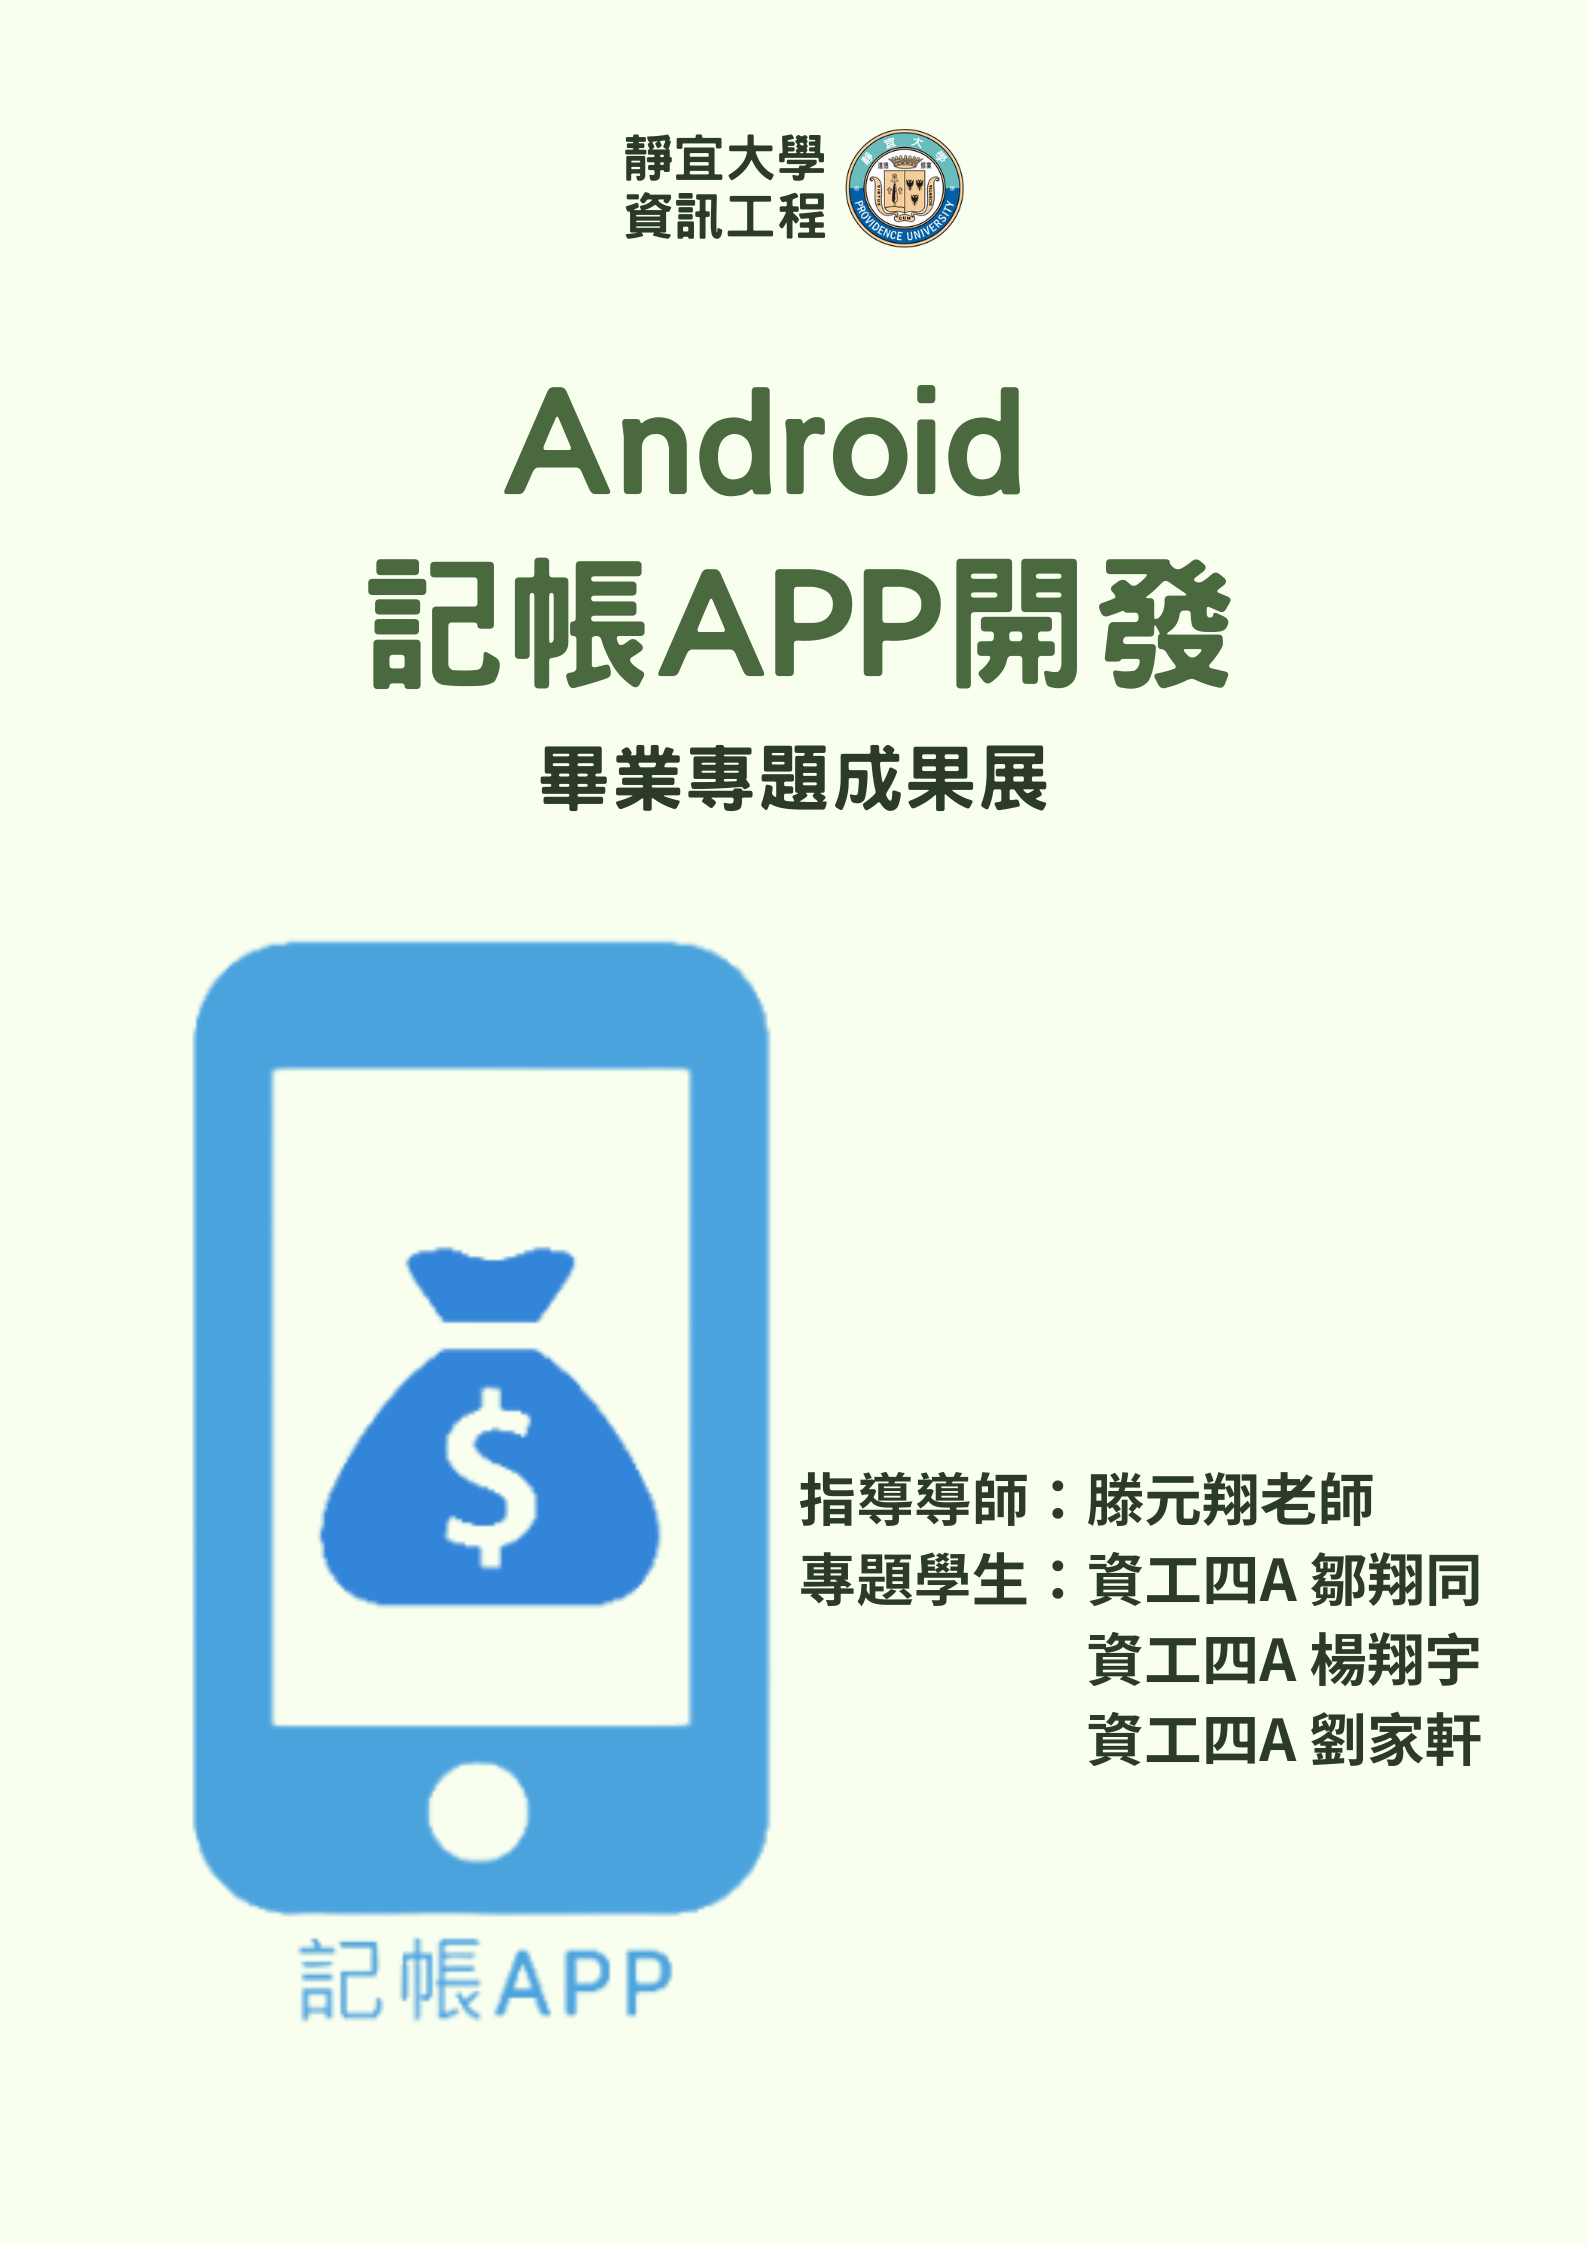 靜宜大學
資訊工程
靜宜大學
PROVIDENCE UNIVERSITY
Android
記帳APP開發
畢業專題成果展
$
指導導師：滕元翔老師
專題學生：資工四A 鄒翔同
資工四A 楊翔宇
資工四A 劉家軒
記帳APP